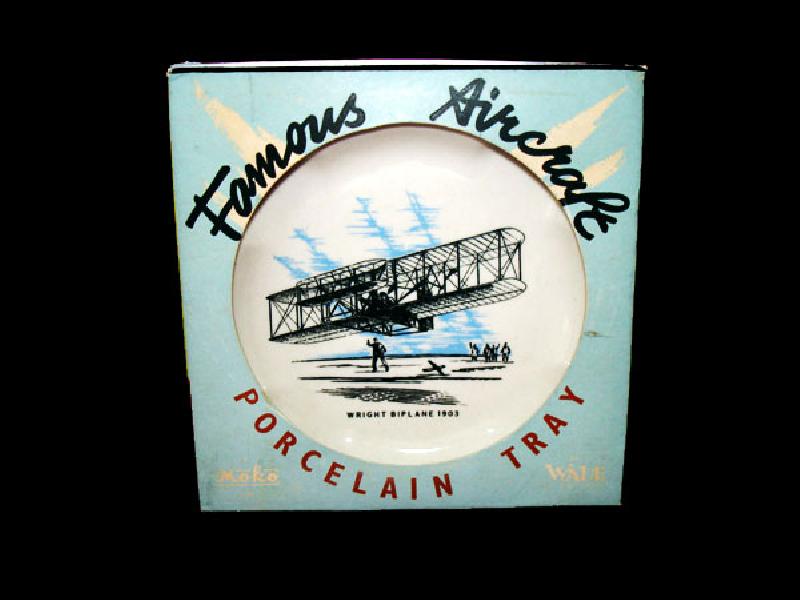 Famous Aircraft
WRIGHT BIPLANE 1903
PORCELAIN TRAY
Moko
WADE